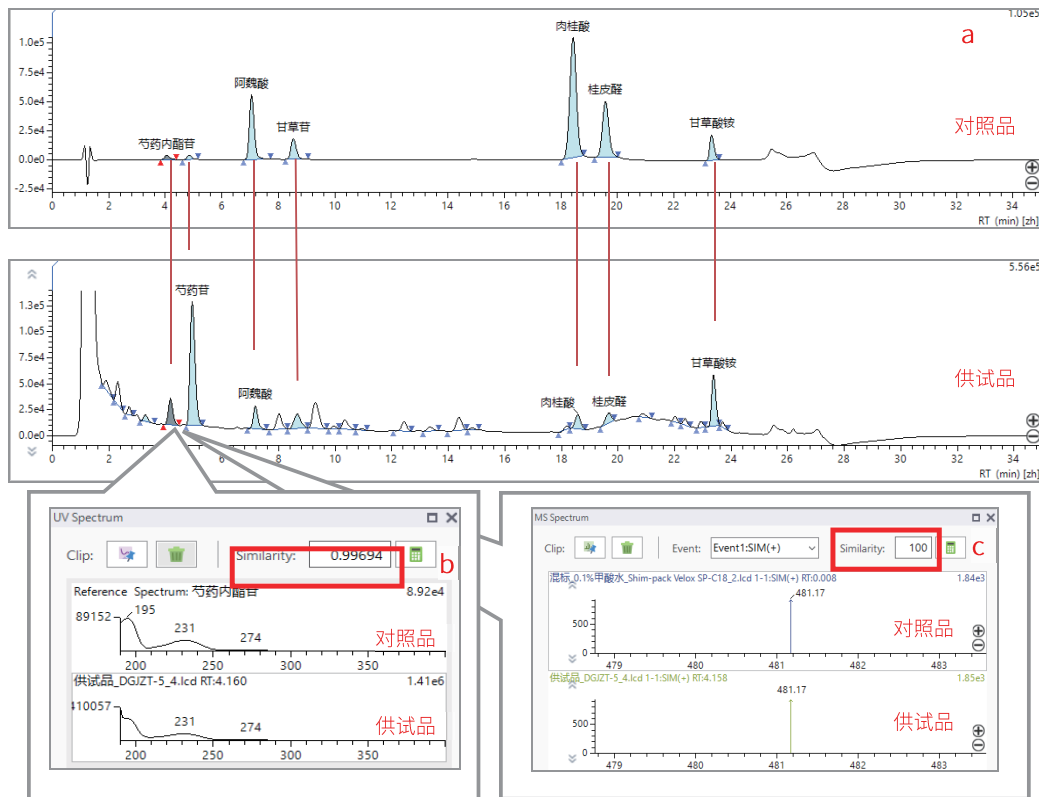 1.05e5
a
肉桂酸
1.0e5
阿魏酸
桂皮醛
7.5e4
5.0e4
甘草苷
甘草酸铵
对照品
2.5e4
芍药内酯苷
0.0e0
-2.5e4
0 2 4 6 8 10 12 14 16 18 20 22 24 26 28 30 32 34
RT (min) [zh]
5.56e5
芍药苷
1.3e5
1.0e5
甘草酸铵
供试品
7.5e4
阿魏酸
5.0e4
肉桂酸 桂皮醛
2.5e4
0.0e0
0 2 4 6 8 10 12 14 16 18 20 22 24 26 28 30 32 34
RT (min) [zh]
UV Spectrum
Clip: Similarity: 0.99694
b
Reference Spectrum: 芍药内酯苷 8.92e4
89152
195
231
274
对照品
200 250 300 350
供试品_DGJZT-5_4.lcd RT:4.160 1.41e6
410057
231
274
供试品
200 250 300 350
MS Spectrum
Clip: Event: Event1:SIM(+) Similarity: 100
c
混标_0.1%甲酸水_Shim-pack Velox SP-C18_2.lcd 1-1:SIM(+) RT:0.008 1.84e3
481.17
500
对照品
0
479 480 481 482 483
供试品_DGJZT-5_4.lcd 1-1:SIM(+) RT:4.158 1.85e3
481.17
500
供试品
0
479 480 481 482 483